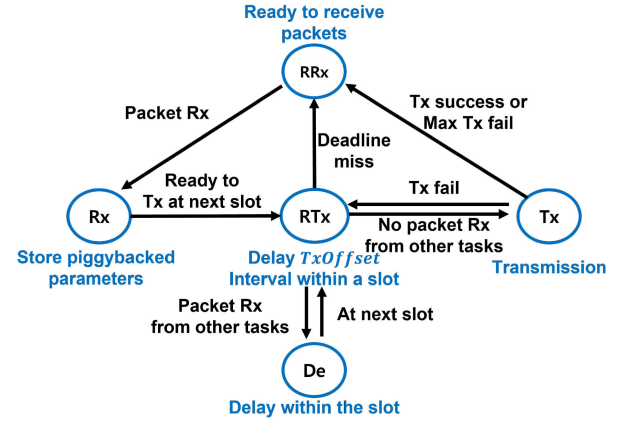 Ready to receive
packets
RRx
Packet Rx
Tx success or
Max Tx fail
Deadline
miss
Ready to
Tx at next slot
Tx fail
Rx
RTx
Tx
No packet Rx
from other tasks
Store piggybacked
parameters
Delay TxOffset
Interval within a slot
Transmission
Packet Rx
from other tasks
At next slot
De
Delay within the slot